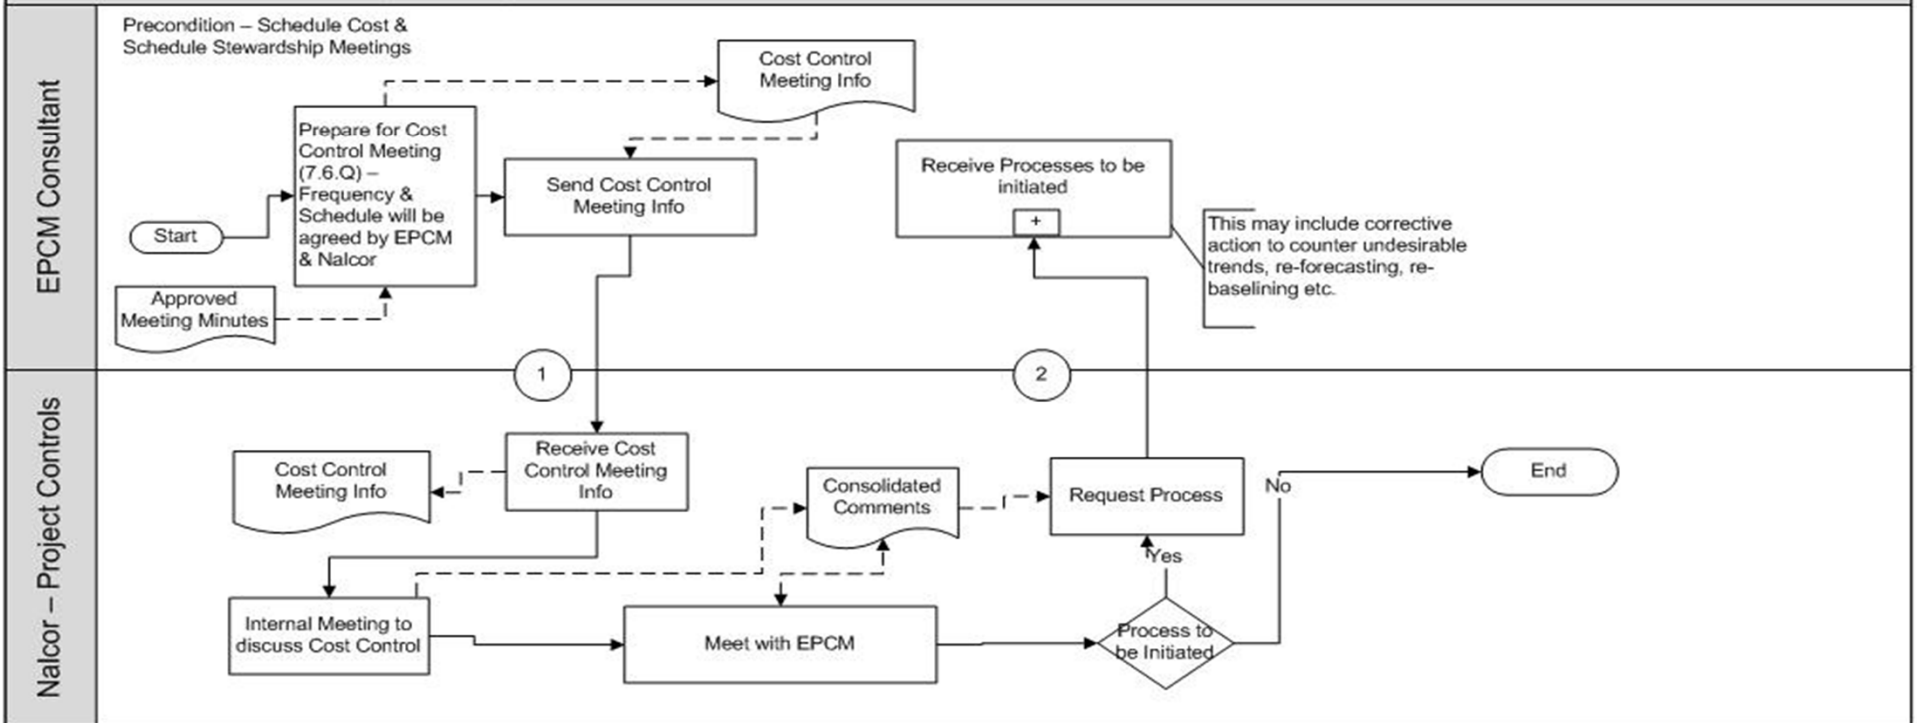 EPCM Consultant
Precondition – Schedule Cost &
Schedule Stewardship Meetings
Start
Approved
Meeting Minutes
Prepare for Cost
Control Meeting
(7.6.Q) –
Frequency &
Schedule will be
agreed by EPCM
& Nalcor
Cost Control
Meeting Info
Send Cost Control
Meeting Info
Receive Processes to be
initiated
+
This may include corrective
action to counter undesirable
trends, re-forecasting, re-
baselining etc.
1
2
Nalcor – Project Controls
Cost Control
Meeting Info
Receive Cost
Control Meeting
Info
Consolidated
Comments
Request Process
No
End
Yes
Internal Meeting to
discuss Cost Control
Meet with EPCM
Process to
be Initiated